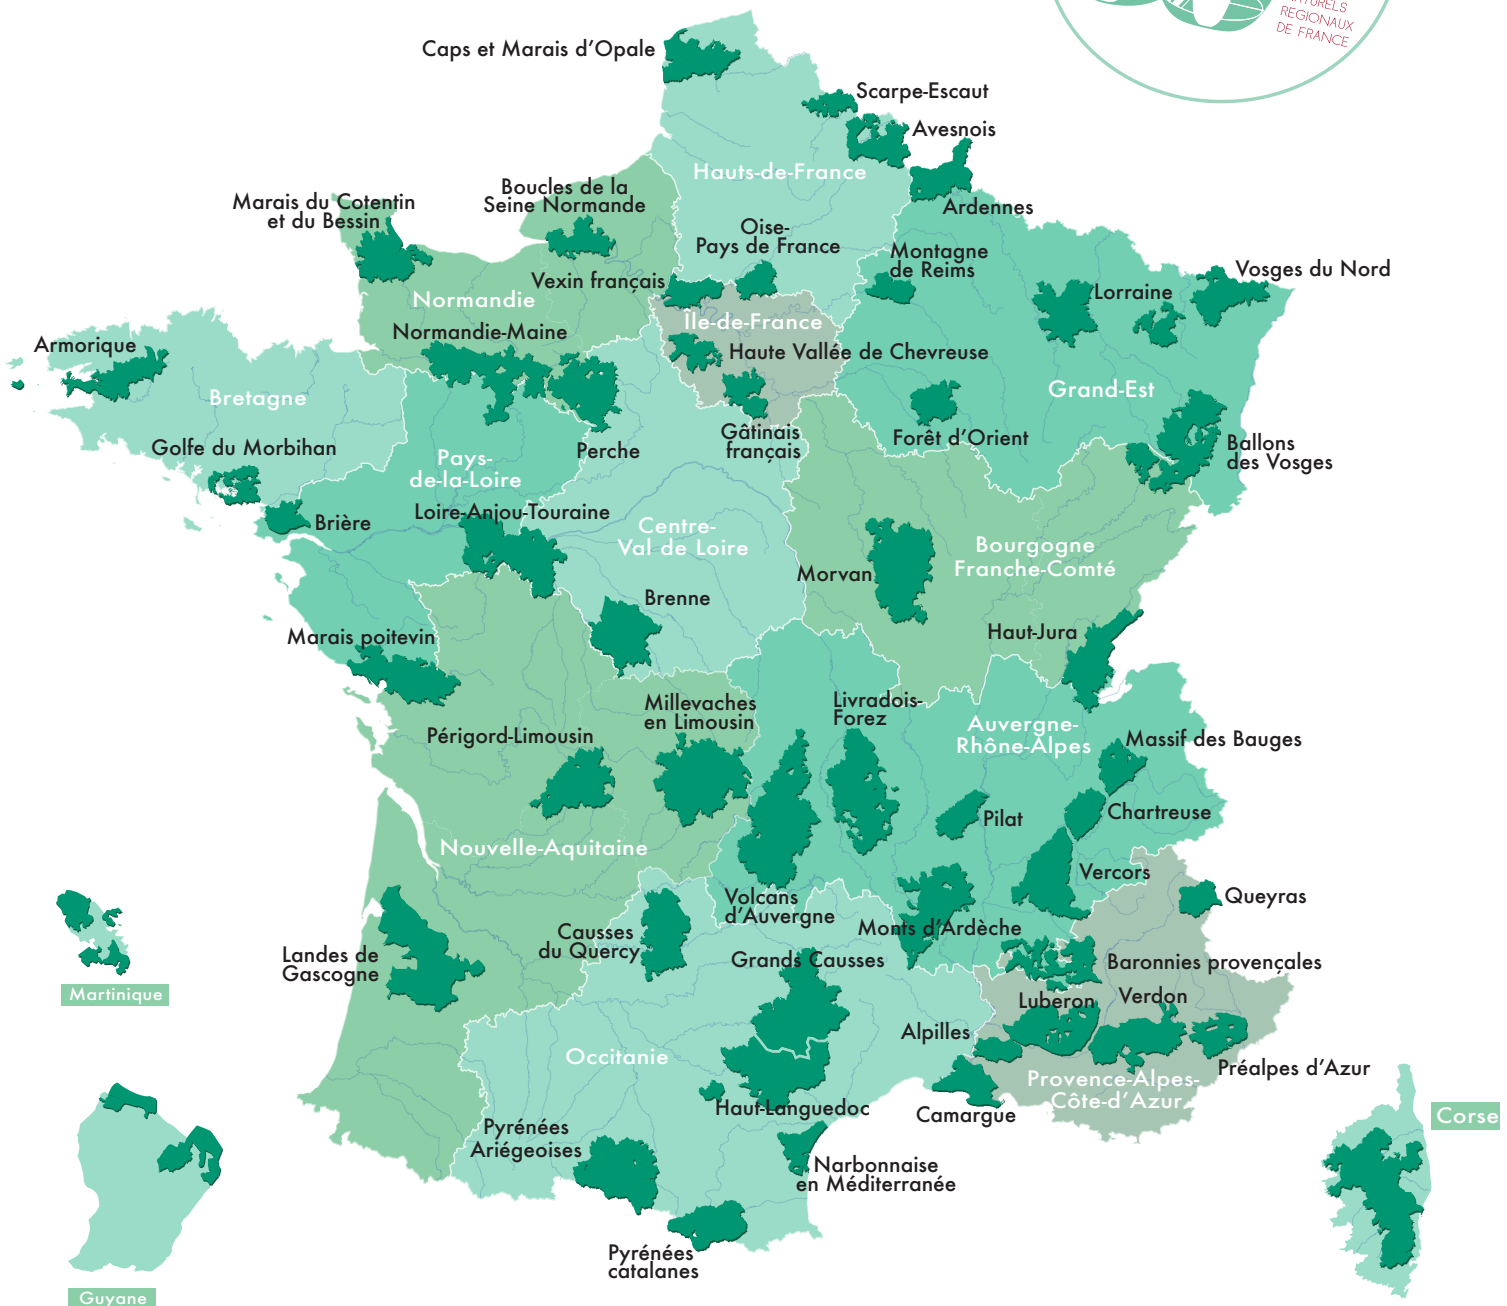 RÉGIONAUX
DE FRANCE
Caps et Marais d'Opale
Scarpe-Escaut
Avesnois
Hauts-de-France
Ardennes
Marais du Cotentin
et du Bessin
Boucles de la
Seine Normande
Oise-
Pays de France
Montagne
de Reims
Vosges du Nord
Vexin français
Lorraine
Normandie
Île-de-France
Normandie-Maine
Haute Vallée de Chevreuse
Armorique
Bretagne
Grand-Est
Gâtinais
français
Forêt d'Orient
Ballons
des Vosges
Golfe du Morbihan
Perche
Pays-
de-la-Loire
Loire-Anjou-Touraine
Brière
Centre-
Val de Loire
Bourgogne
Franche-Comté
Morvan
Brenne
Haut-Jura
Marais poitevin
Millevaches
en Limousin
Livradois-
Forez
Auvergne-
Rhône-Alpes
Périgord-Limousin
Massif des Bauges
Pilat
Chartreuse
Nouvelle-Aquitaine
Vercors
Queyras
Volcans
d'Auvergne
Monts d'Ardèche
Causses
du Quercy
Landes de
Gascogne
Grands Causses
Baronnies provençales
Martinique
Luberon
Verdon
Alpilles
Occitanie
Préalpes d'Azur
Provence-Alpes-
Côte-d'Azur
Haut-Languedoc
Camargue
Corse
Pyrénées
Ariégeoises
Narbonnaise
en Méditerranée
Pyrénées
catalanes
Guyane